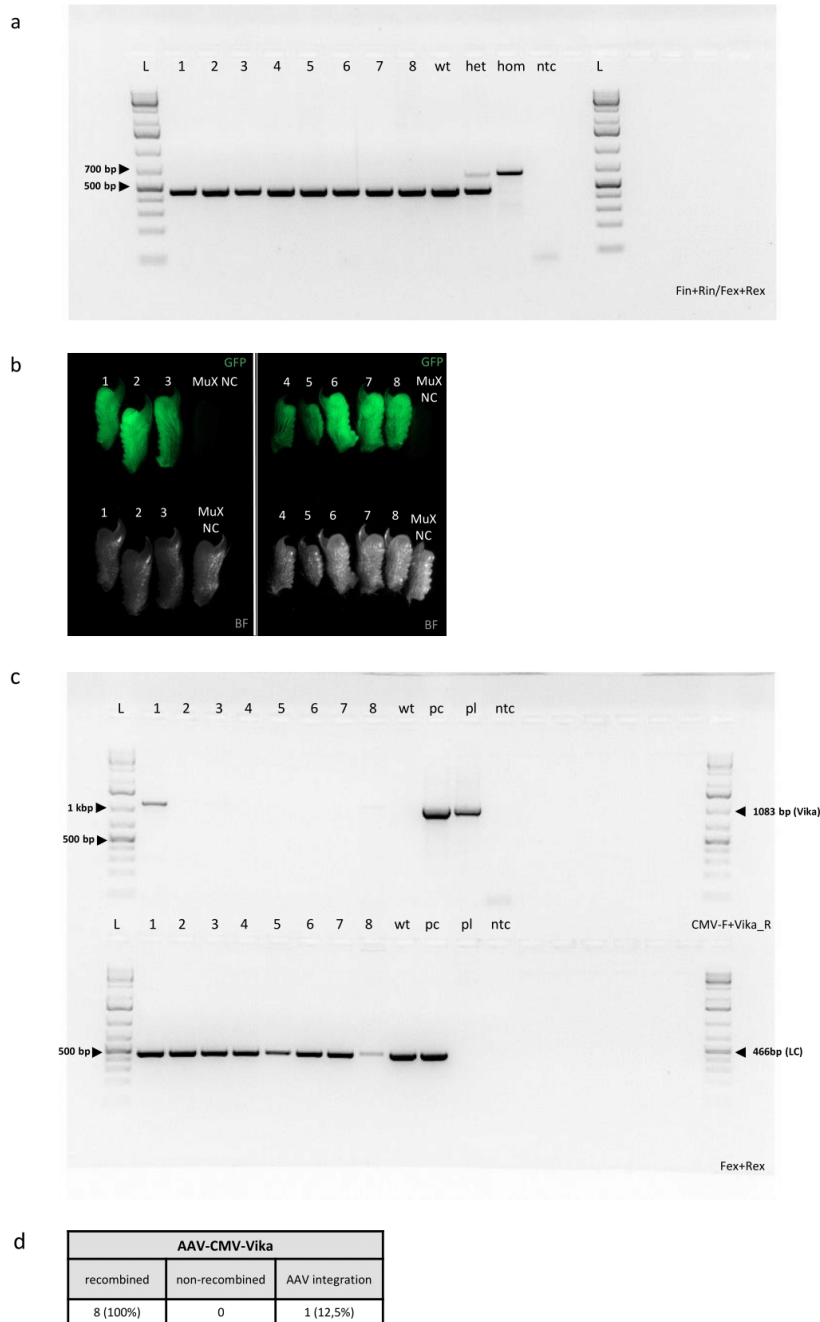 a
L 1 2 3 4 5 6 7 8 wt het hom ntc L
700 bp
500 bp
Fin+Rin/Fex+Rex
b
GFP
1 2 3 MuX NC
1 2 3 MuX
NC
BF
GFP
4 5 6 7 8 MuX
NC
4 5 6 7 8 MuX
NC
BF
c
L 1 2 3 4 5 6 7 8 wt pc pl ntc
1 kbp 1083 bp (Vika)
500 bp
CMV-F+Vika_R
L 1 2 3 4 5 6 7 8 wt pc pl ntc
500 bp 466bp (LC)
Fex+Rex
d
AAV-CMV-Vika
recombined non-recombined AAV integration
8 (100%) 0 1 (12,5%)